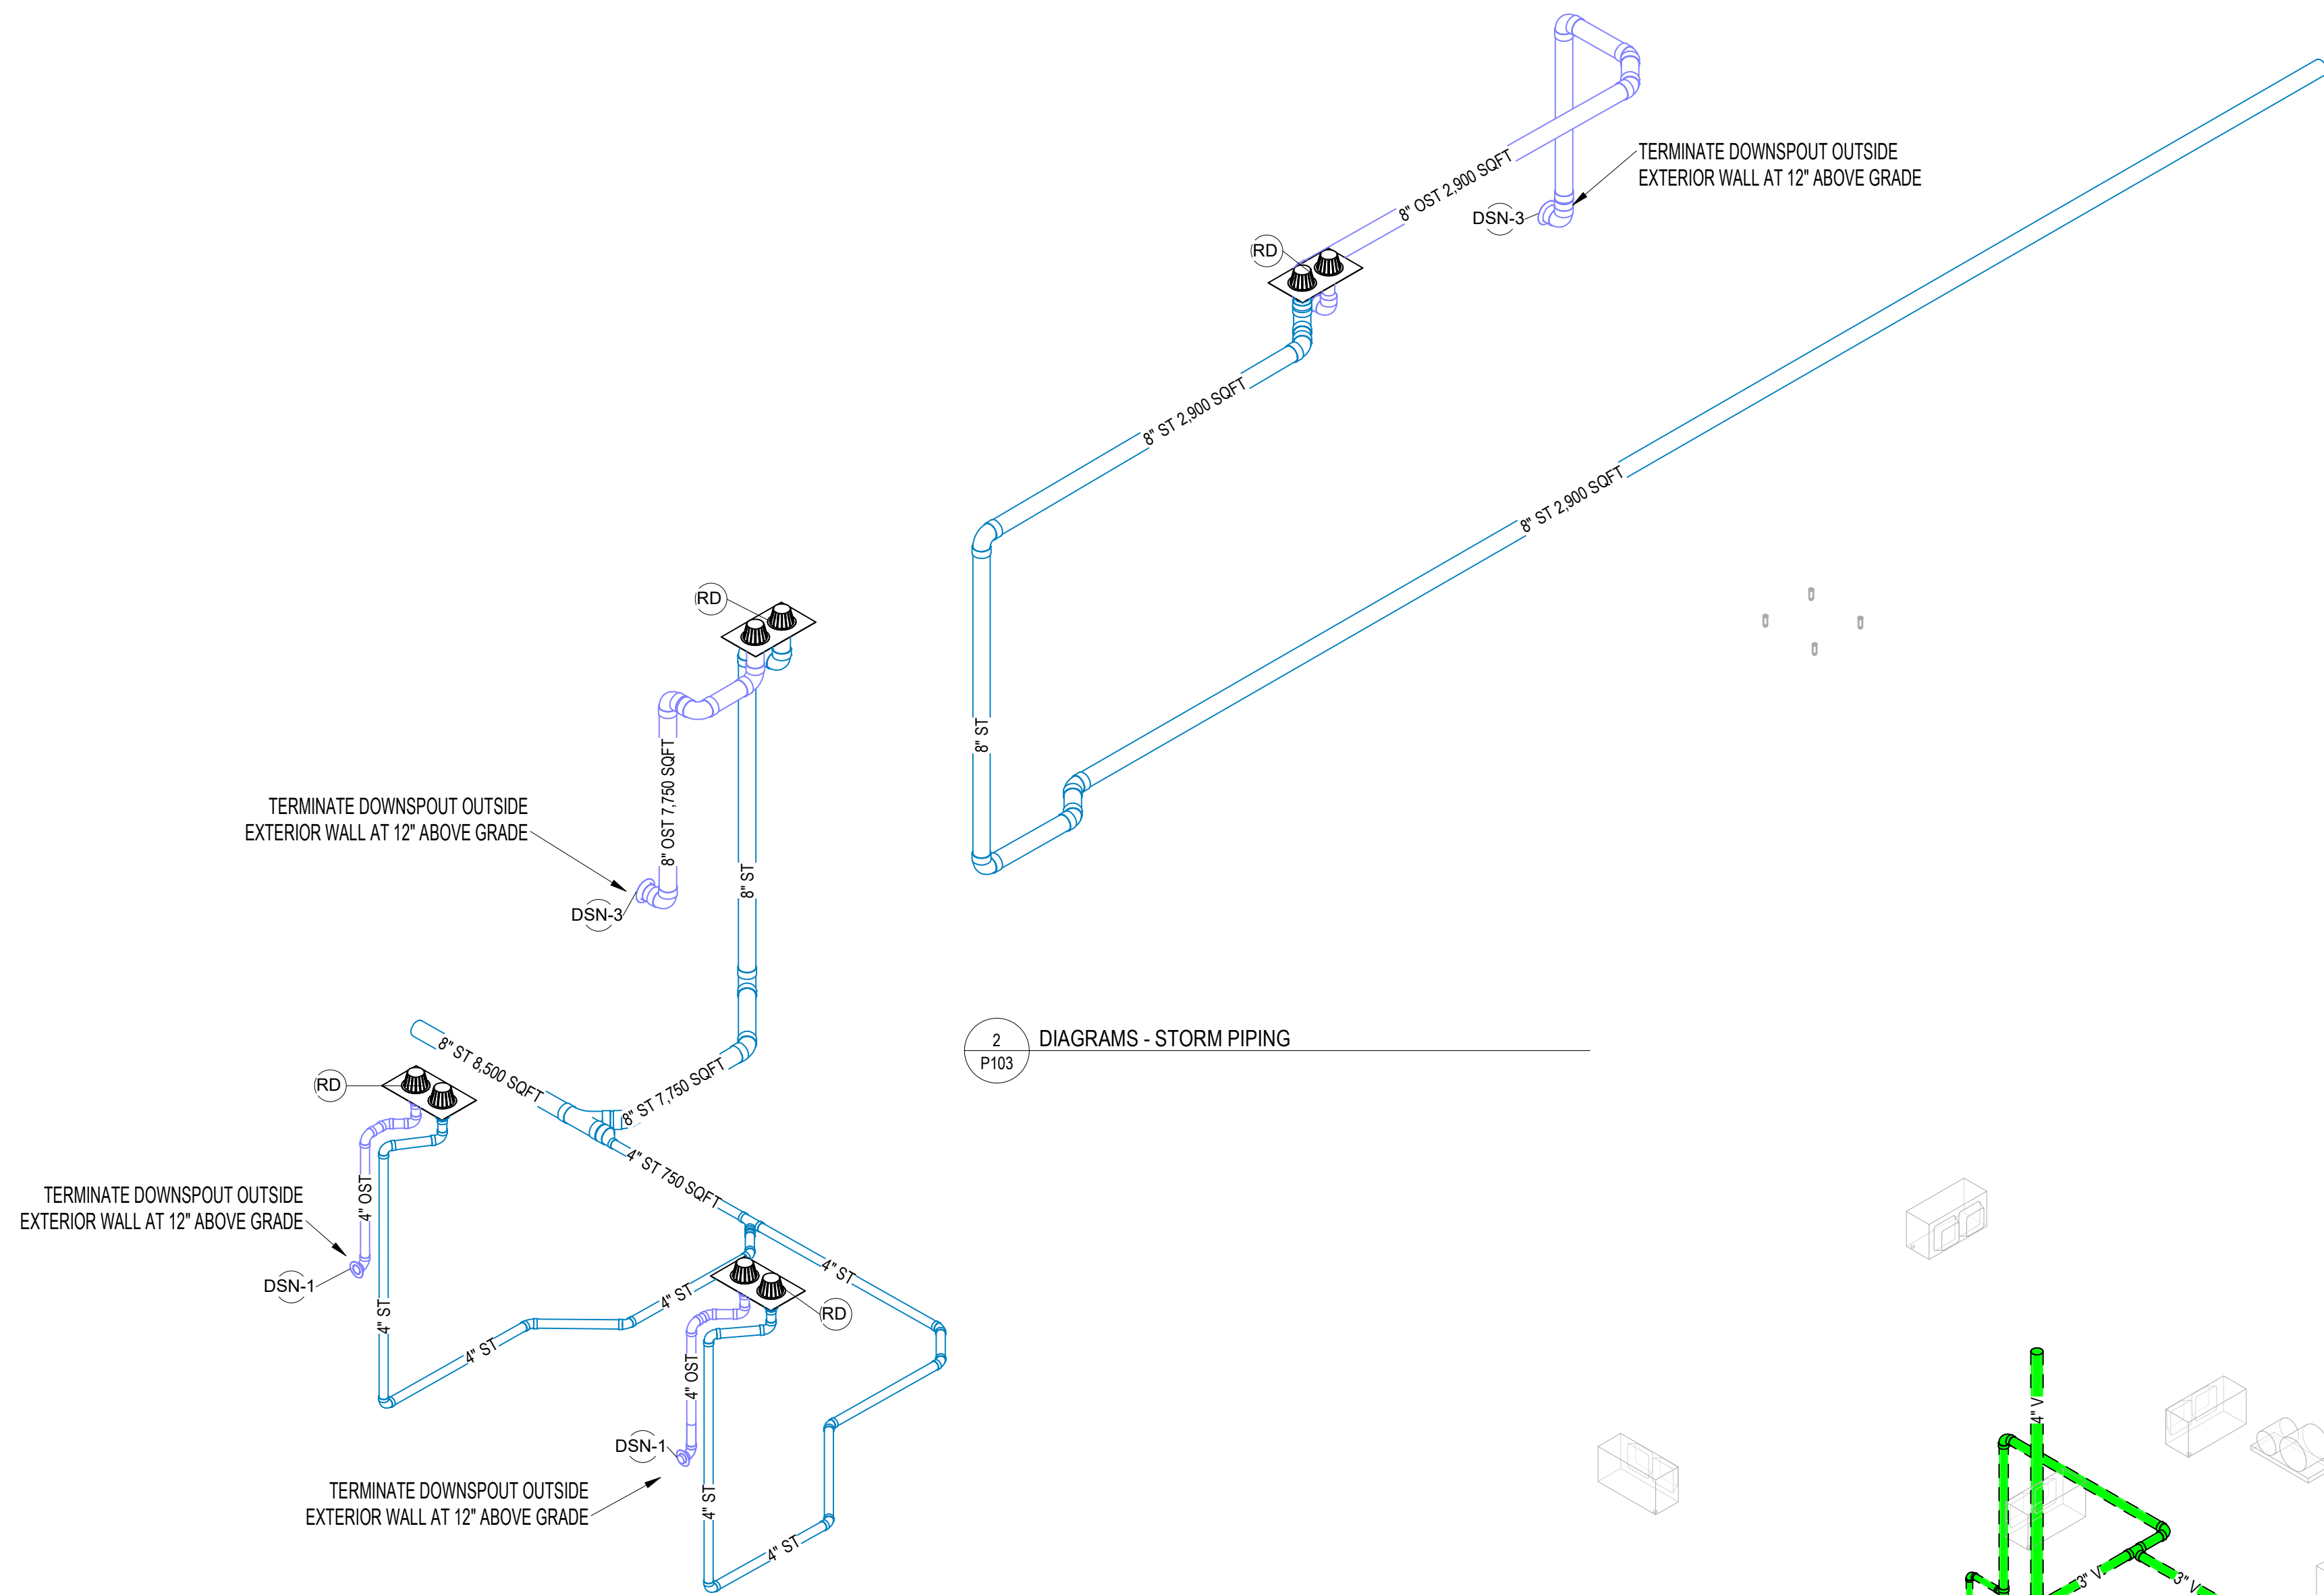 TERMINATE DOWNSPOUT OUTSIDE
EXTERIOR WALL AT 12" ABOVE GRADE
8" OST 2,900 SQFT
DSN-3
RD
8" ST 2,900 SQFT
8" ST 2,900 SQFT
8" ST
RD
8" OST 7,750 SQFT
TERMINATE DOWNSPOUT OUTSIDE
EXTERIOR WALL AT 12" ABOVE GRADE
8" ST
DSN-3
2
P103
DIAGRAMS - STORM PIPING
8" ST 8,500 SQFT
8" ST 7,750 SQFT
RD
4" ST 750 SQFT
4" OST
TERMINATE DOWNSPOUT OUTSIDE
EXTERIOR WALL AT 12" ABOVE GRADE
DSN-1
4" ST
4" ST
4" ST
4" ST
RD
4" OST
DSN-1
TERMINATE DOWNSPOUT OUTSIDE
EXTERIOR WALL AT 12" ABOVE GRADE
4" ST
4" ST
4" V
3" V
3" V